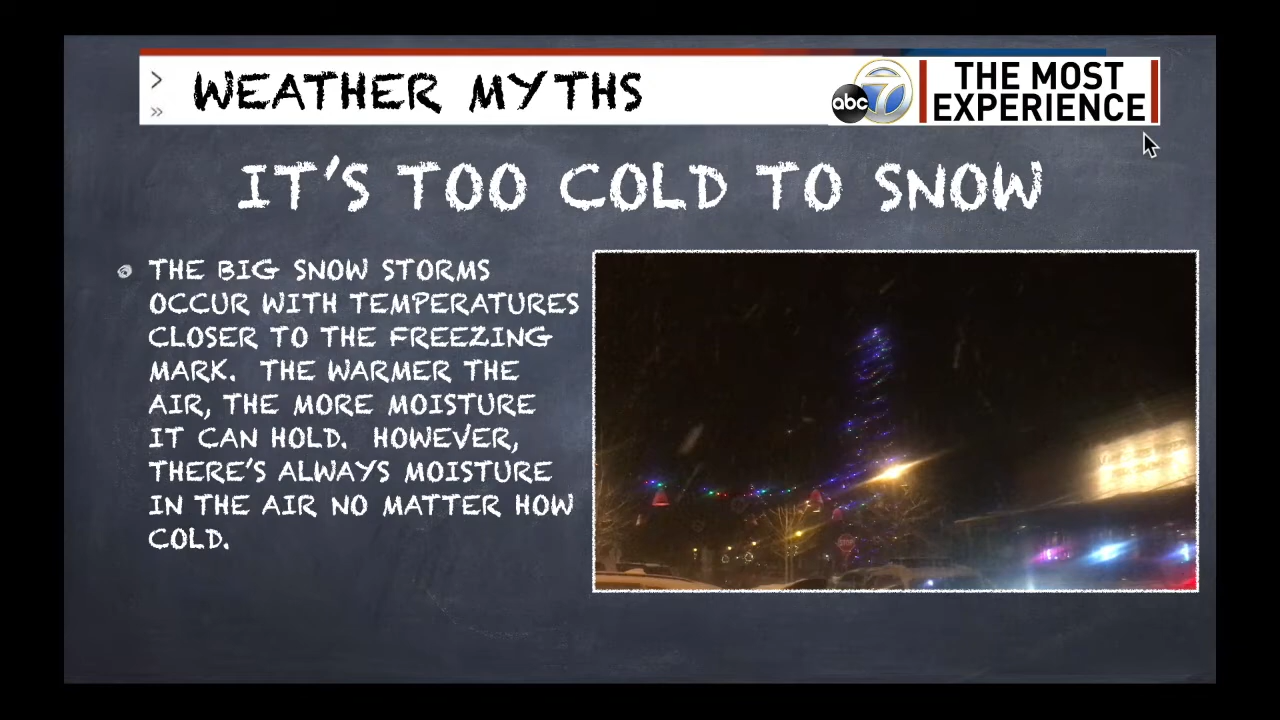 WEATHER MYTHS
abc 7
THE MOST
EXPERIENCE
IT'S TOO COLD TO SNOW
THE BIG SNOW STORMS
OCCUR WITH TEMPERATURES
CLOSER TO THE FREEZING
MARK. THE WARMER THE
AIR, THE MORE MOISTURE
IT CAN HOLD. HOWEVER,
THERE'S ALWAYS MOISTURE
IN THE AIR NO MATTER HOW
COLD.